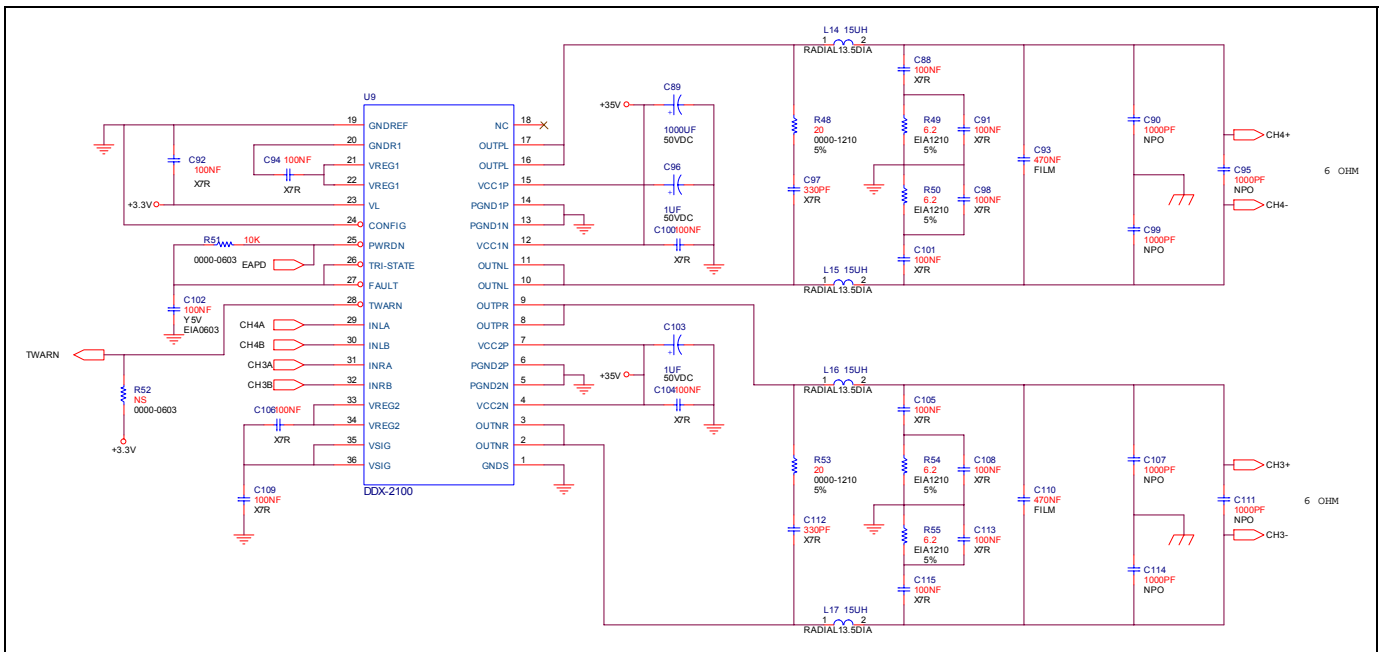 U9
DDX-2100
19 GNDREF
20 GNDR1
21 VREG1
22 VREG1
23 VL
24 CONFIG
25 PWRDN
26 TRI-STATE
27 FAULT
28 TWARN
29 INLA
30 INLB
31 INRA
32 INRB
33 VREG2
34 VREG2
35 VSIG
36 VSIG
NC 18
OUTPL 17
OUTPL 16
VCC1P 15
PGND1P 14
PGND1N 13
VCC1N 12
OUTNL 11
OUTNL 10
OUTPR 9
OUTPR 8
VCC2P 7
PGND2P 6
PGND2N 5
VCC2N 4
OUTNR 3
OUTNR 2
GNDS 1
C92
100NF
X7R
C94 100NF
X7R
+3.3V
R51 10K
0000-0603
EAPD
C102
100NF
Y5V
EIA0603
CH4A
CH4B
CH3A
CH3B
TWARN
R52
NS
0000-0603
+3.3V
C106 100NF
X7R
C109
100NF
X7R
+35V
C89
+
1000UF
50VDC
C96
+
1UF
50VDC
C100 100NF
X7R
C103
+
1UF
50VDC
+35V
C104 100NF
X7R
L14 15UH
1 2
RADIAL13.5DIA
R48
20
0000-1210
5%
C97
330PF
X7R
L15 15UH
1 2
RADIAL13.5DIA
C88
100NF
X7R
R49
6.2
EIA1210
5%
C91
100NF
X7R
R50
6.2
EIA1210
5%
C98
100NF
X7R
C101
100NF
X7R
C93
470NF
FILM
C90
1000PF
NPO
C99
1000PF
NPO
CH4+
C95
1000PF
NPO
CH4-
6 OHM
L16 15UH
1 2
RADIAL13.5DIA
R53
20
0000-1210
5%
C112
330PF
X7R
L17 15UH
1 2
RADIAL13.5DIA
C105
100NF
X7R
R54
6.2
EIA1210
5%
C108
100NF
X7R
R55
6.2
EIA1210
5%
C113
100NF
X7R
C115
100NF
X7R
C110
470NF
FILM
C107
1000PF
NPO
C114
1000PF
NPO
CH3+
C111
1000PF
NPO
CH3-
6 OHM